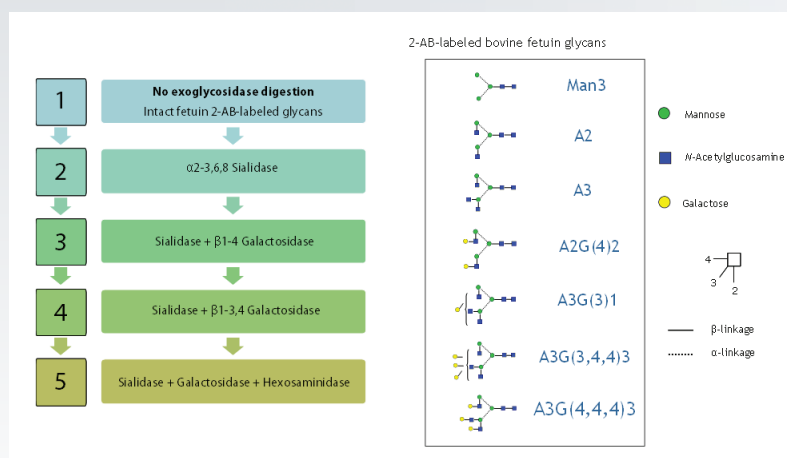 1
No exoglycosidase digestion
Intact fetuin 2-AB-labeled glycans
2
α2-3,6,8 Sialidase
3
Sialidase + β1-4 Galactosidase
4
Sialidase + β1-3,4 Galactosidase
5
Sialidase + Galactosidase + Hexosaminidase
2-AB-labeled bovine fetuin glycans
Man3
A2
A3
A2G(4)2
A3G(3)1
A3G(3,4,4)3
A3G(4,4,4)3
Mannose
N-Acetylglucosamine
Galactose
4
3
2
β-linkage
α-linkage